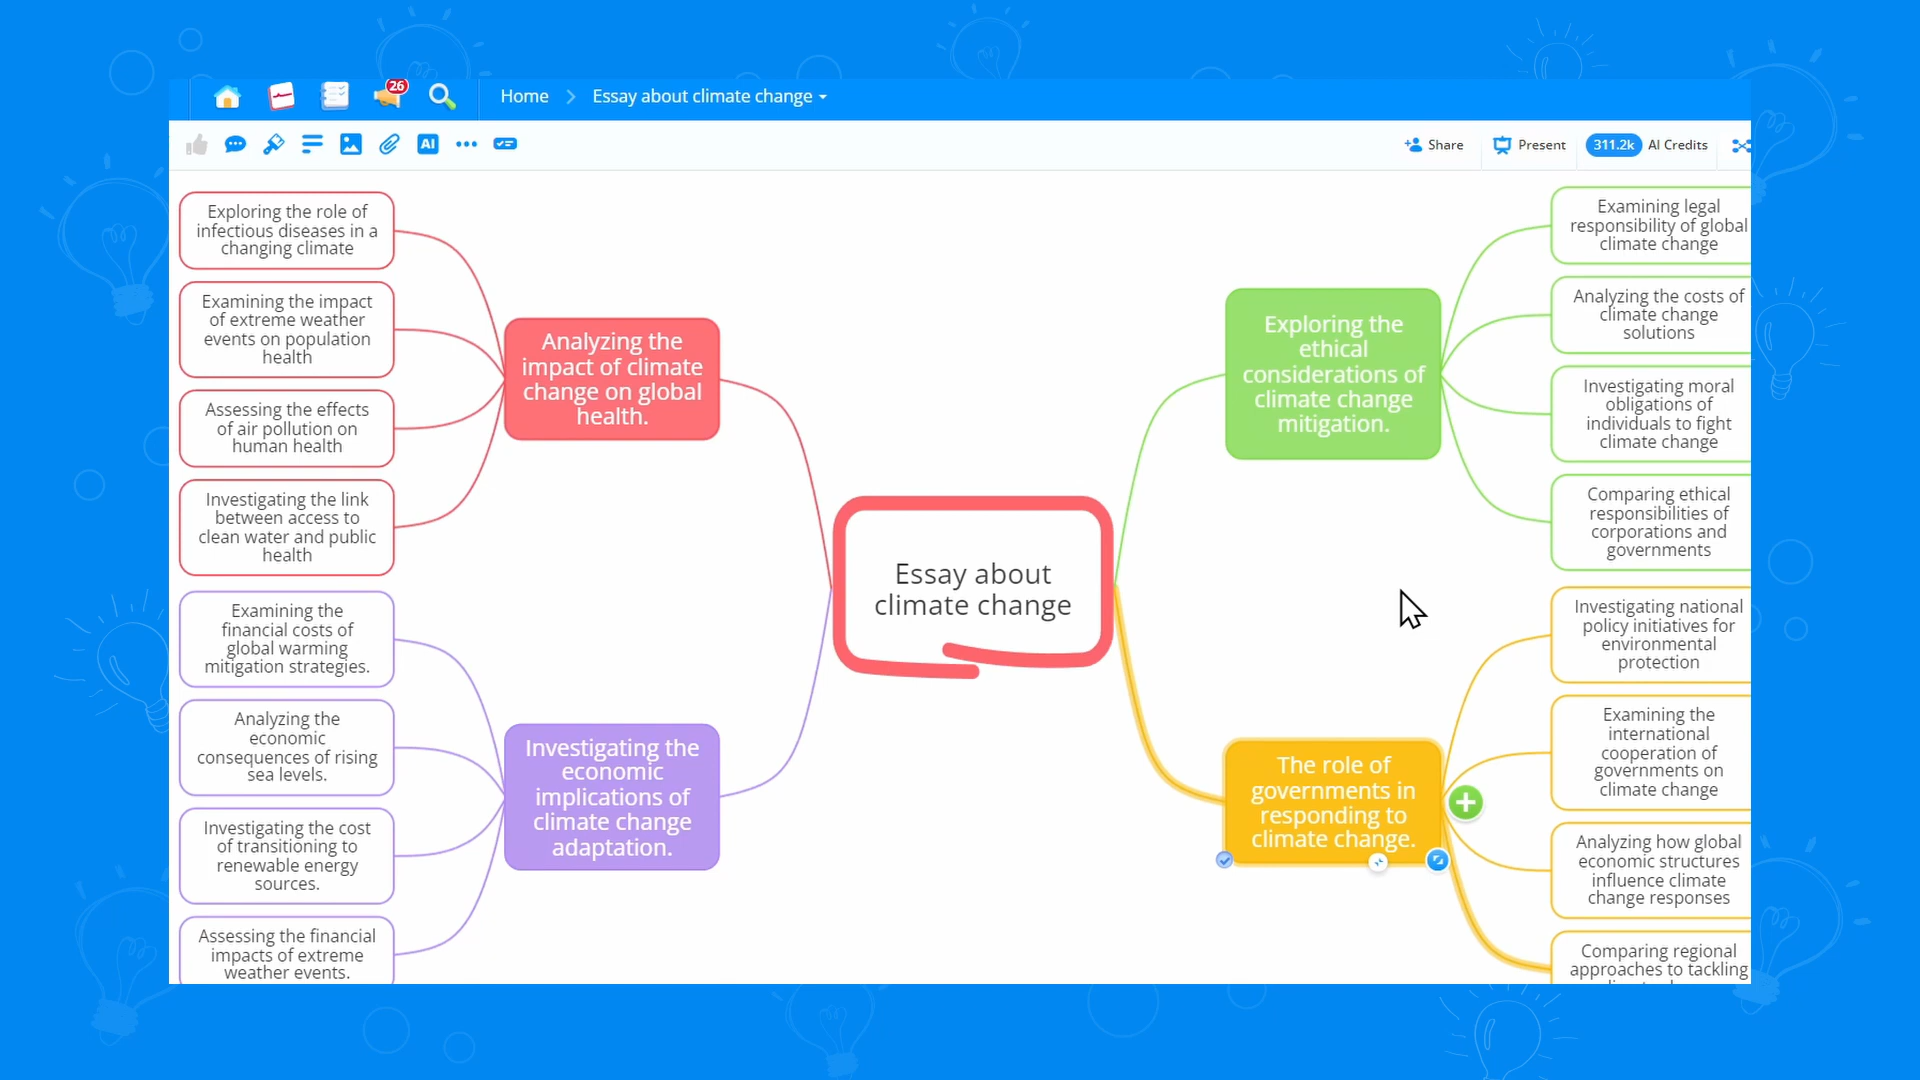 26
Home
Essay about climate change
AI
Share
Present
311.2k
AI Credits
Exploring the role of
infectious diseases in a
changing climate
Examining the impact
of extreme weather
events on population
health
Assessing the effects
of air pollution on
human health
Investigating the link
between access to
clean water and public
health
Analyzing the
impact of climate
change on global
health.
Examining the
financial costs of
global warming
mitigation strategies.
Analyzing the
economic
consequences of rising
sea levels.
Investigating the cost
of transitioning to
renewable energy
sources.
Assessing the financial
impacts of extreme
weather events.
Investigating the
economic
implications of
climate change
adaptation.
Essay about
climate change
Exploring the
ethical
considerations of
climate change
mitigation.
Examining legal
responsibility of global
climate change
Analyzing the costs of
climate change
solutions
Investigating moral
obligations of
individuals to fight
climate change
Comparing ethical
responsibilities of
corporations and
governments
The role of
governments in
responding to
climate change.
Investigating national
policy initiatives for
environmental
protection
Examining the
international
cooperation of
governments on
climate change
Analyzing how global
economic structures
influence climate
change responses
Comparing regional
approaches to tackling